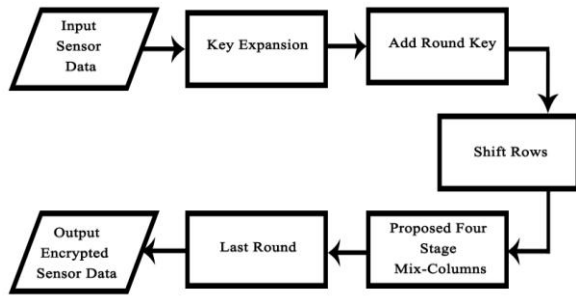 Input
Sensor
Data
Key Expansion
Add Round Key
Shift Rows
Proposed Four
Stage
Mix-Columns
Last Round
Output
Encrypted
Sensor Data